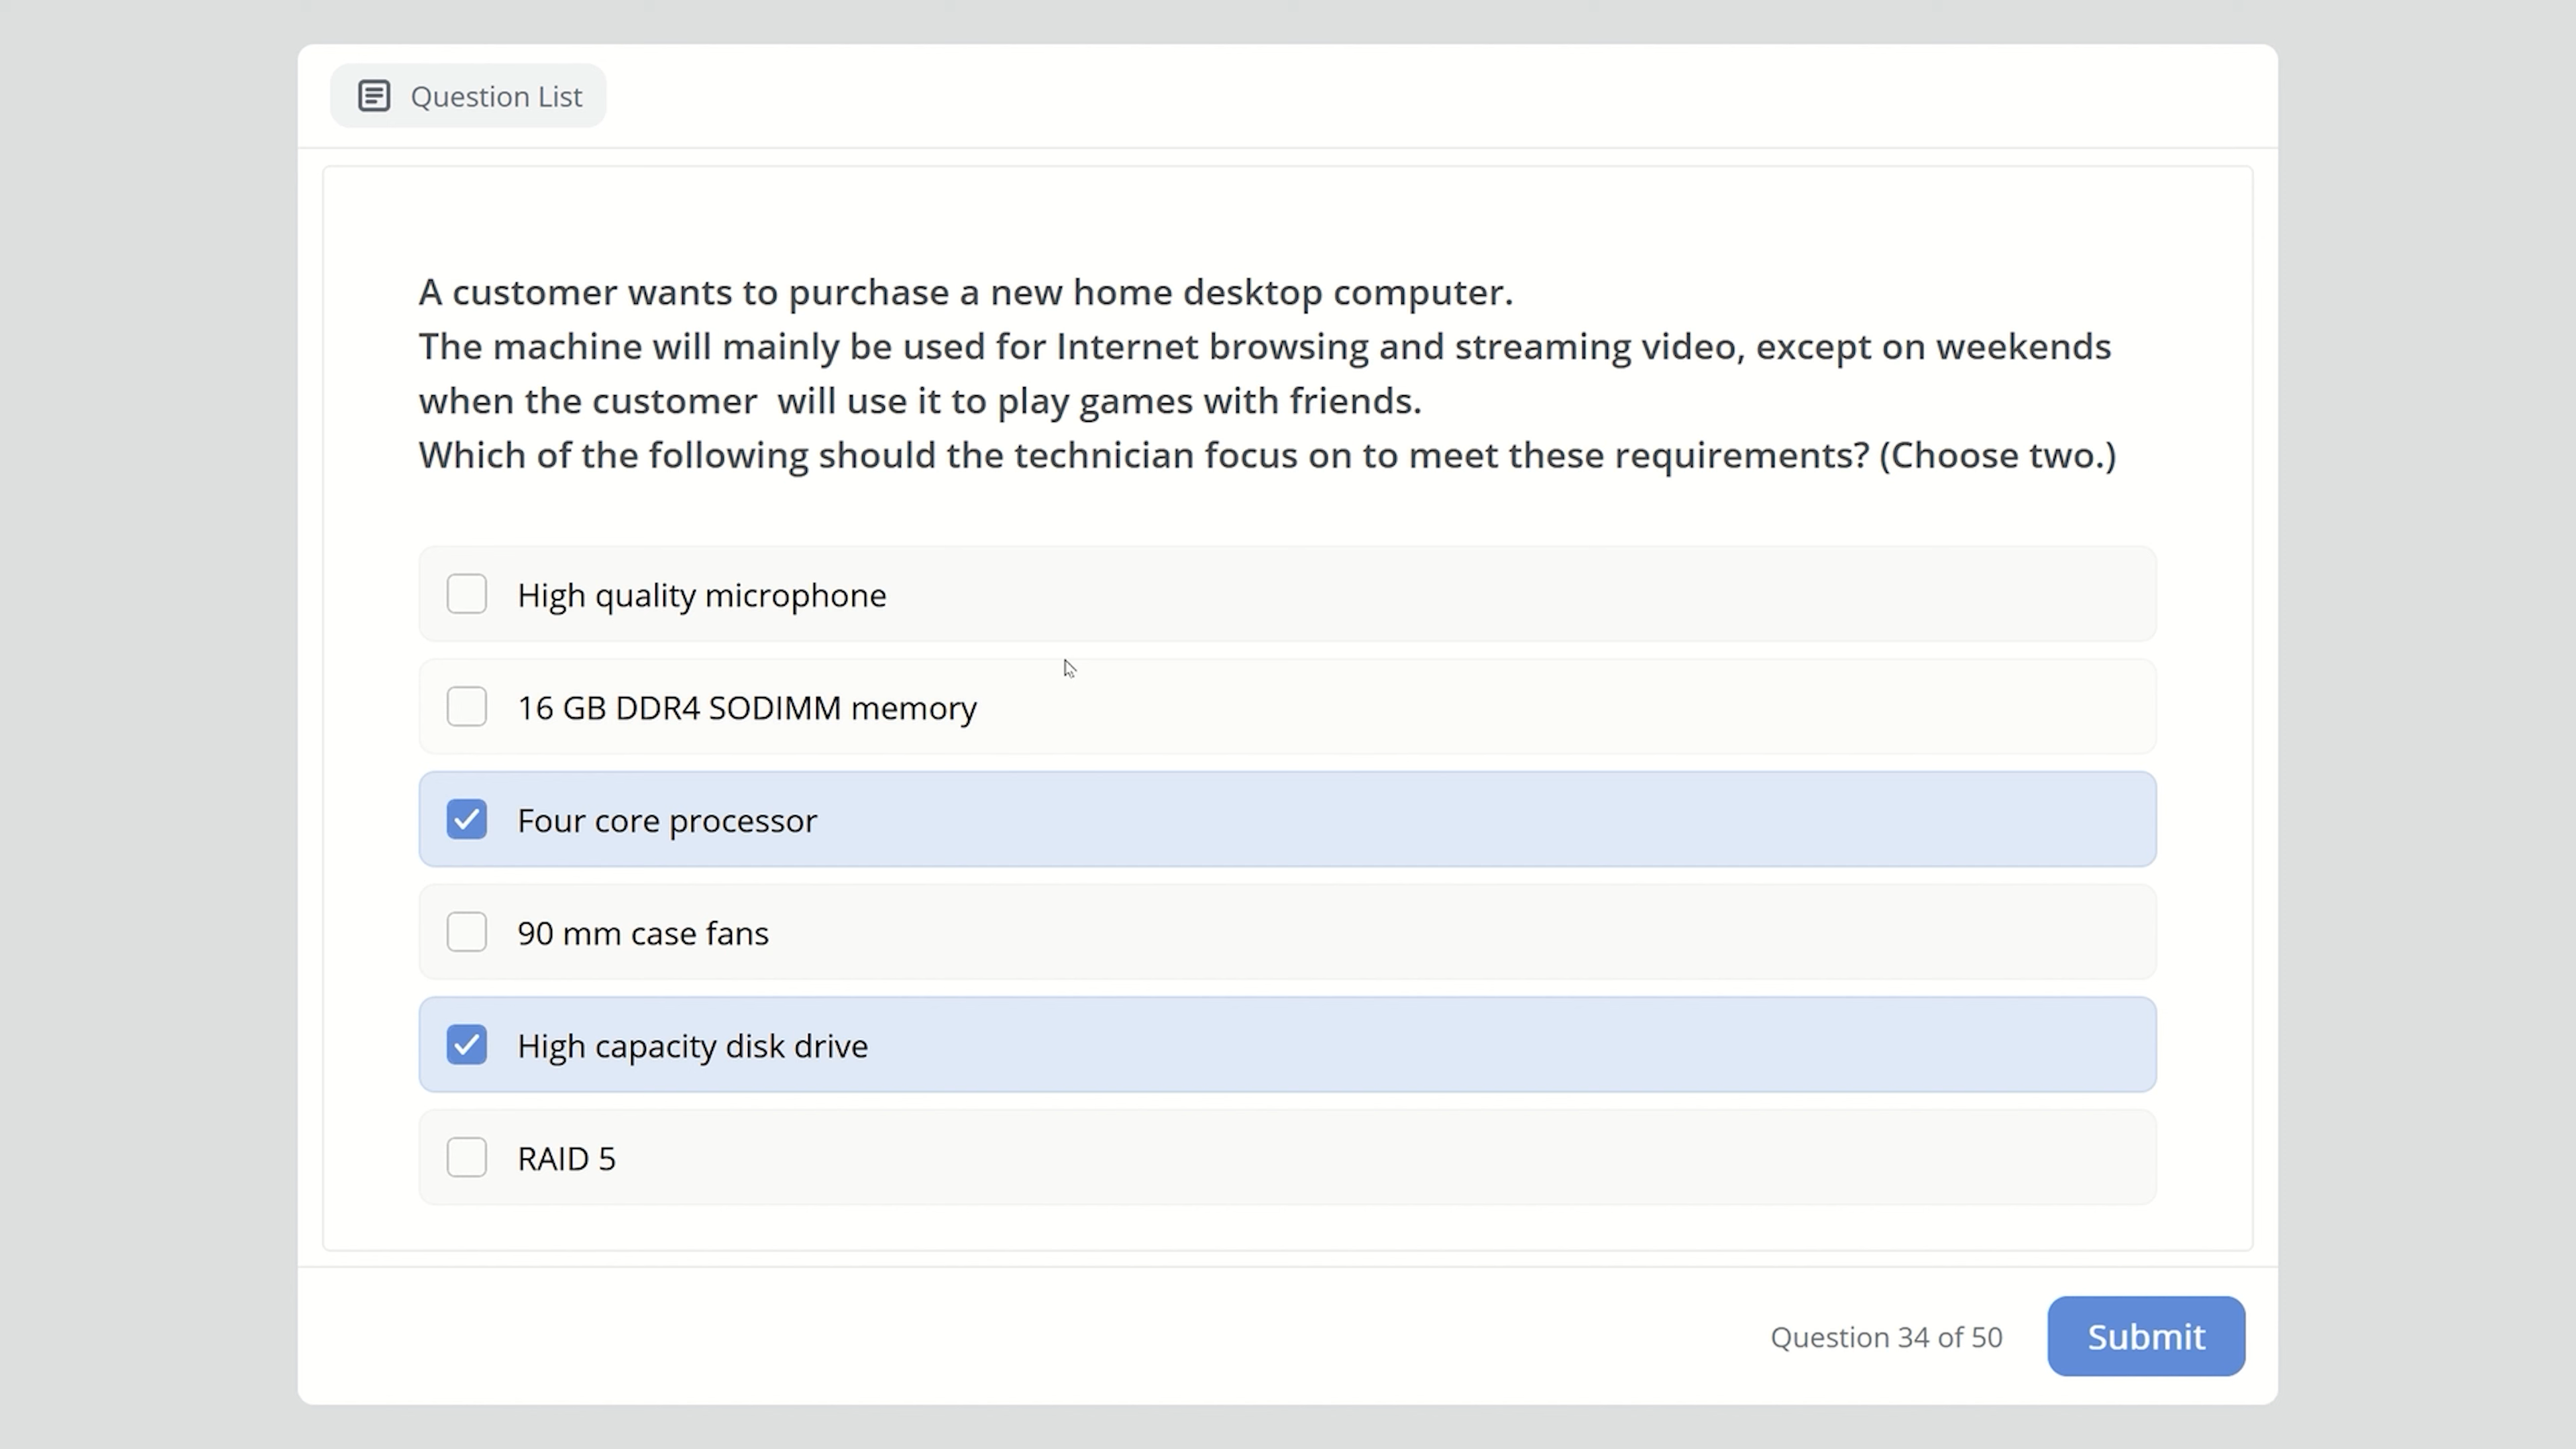 Question List
A customer wants to purchase a new home desktop computer.
The machine will mainly be used for Internet browsing and streaming video, except on weekends
when the customer  will use it to play games with friends.
Which of the following should the technician focus on to meet these requirements? (Choose two.)
High quality microphone
16 GB DDR4 SODIMM memory
Four core processor
90 mm case fans
High capacity disk drive
RAID 5
Question 34 of 50
Submit